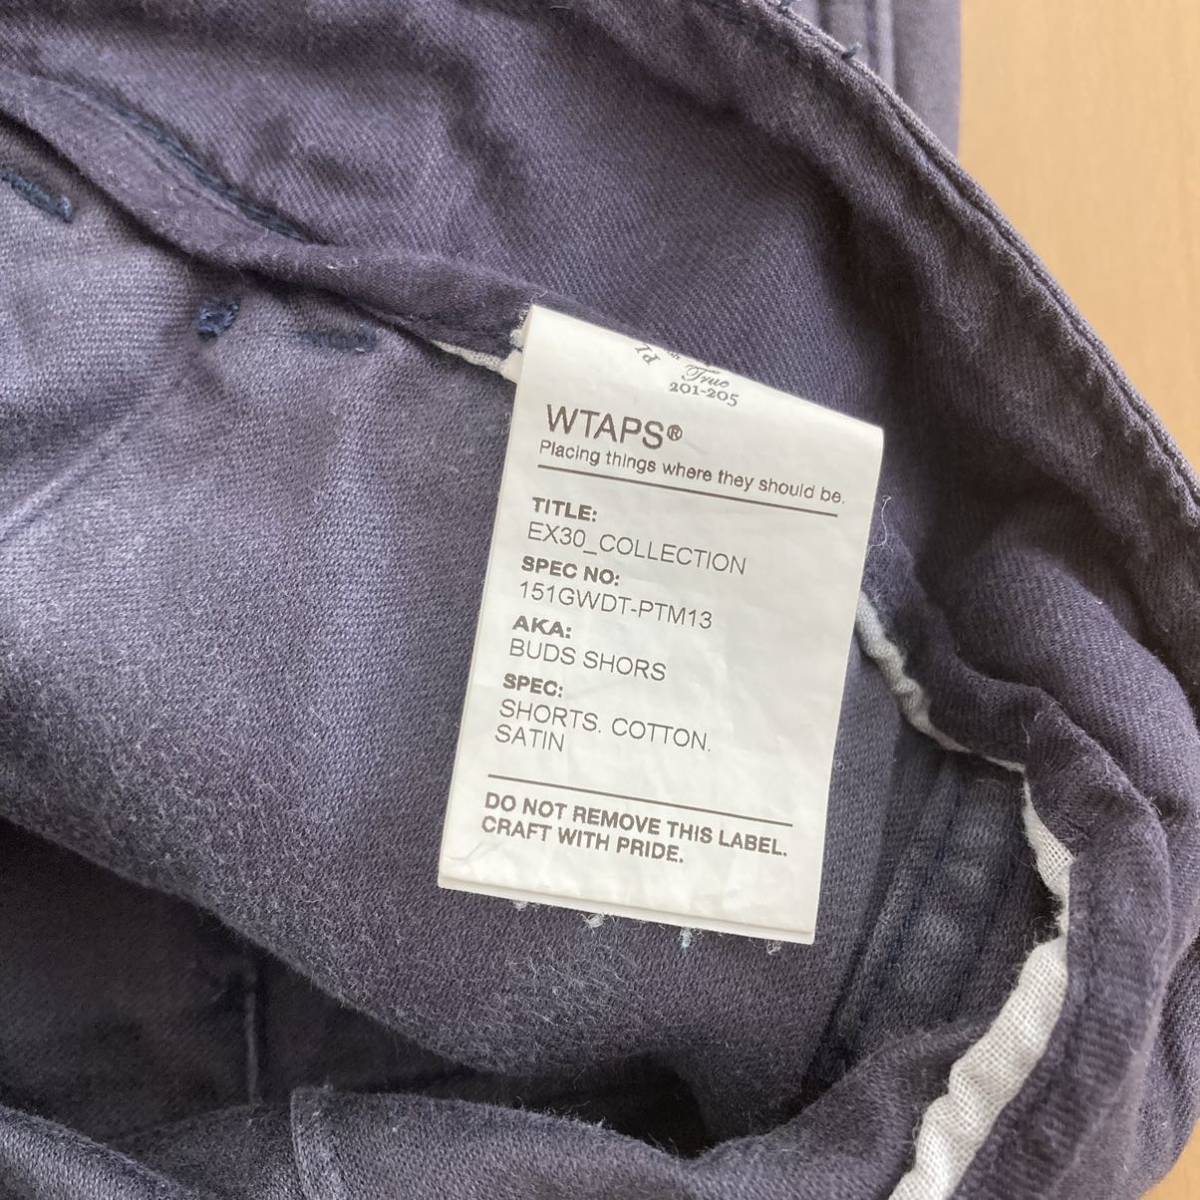 True
201-205
WTAPS®
Placing things where they should be.
TITLE:
EX30_COLLECTION
SPEC NO:
151GWDT-PTM13
AKA:
BUDS SHORS
SPEC:
SHORTS. COTTON.
SATIN
DO NOT REMOVE THIS LABEL.
CRAFT WITH PRIDE.